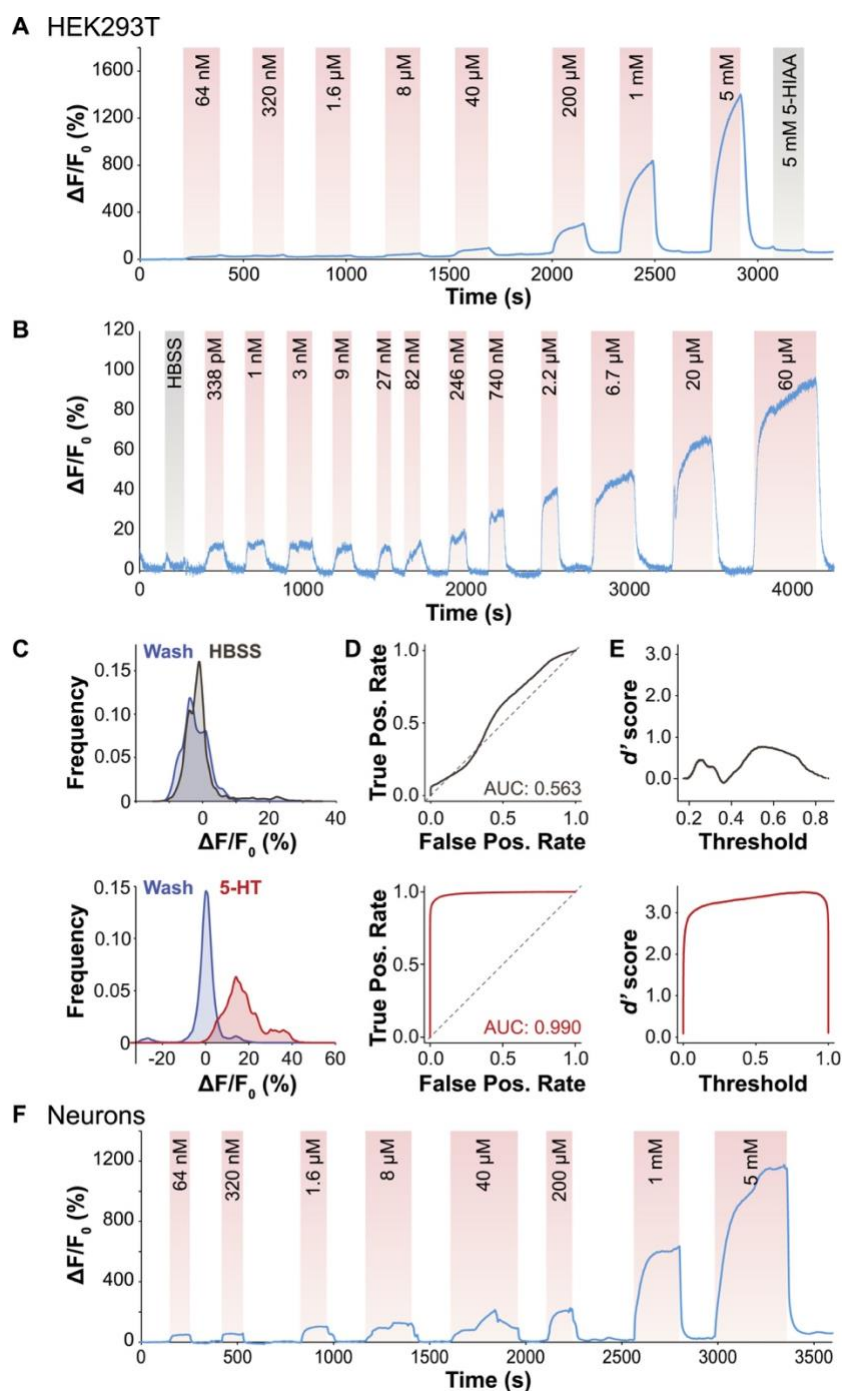 A HEK293T
ΔF/F0 (%)
1600
1200
800
400
0
64 nM
320 nM
1.6 µM
8 µM
40 µM
200 µM
1 mM
5 mM
5 mM 5-HIAA
0 500 1000 1500 2000 2500 3000
Time (s)
B
ΔF/F0 (%)
120
100
80
60
40
20
0
HBSS
338 pM
1 nM
3 nM
9 nM
27 nM
82 nM
246 nM
740 nM
2.2 µM
6.7 µM
20 µM
60 µM
0 1000 2000 3000 4000
Time (s)
C
Wash HBSS
Frequency
0.15
0.10
0.05
0
0 20 40
ΔF/F0 (%)
D
True Pos. Rate
1.0
0.5
0.0
AUC: 0.563
0.0 0.5 1.0
False Pos. Rate
E
d' score
3.0
2.0
1.0
0.0
0.2 0.4 0.6 0.8
Threshold
Wash 5-HT
Frequency
0.15
0.10
0.05
0
-20 0 20 40 60
ΔF/F0 (%)
True Pos. Rate
1.0
0.5
0.0
AUC: 0.990
0.0 0.5 1.0
False Pos. Rate
d' score
3.0
2.0
1.0
0.0
0.0 0.5 1.0
Threshold
F Neurons
ΔF/F0 (%)
1200
800
400
0
64 nM
320 nM
1.6 µM
8 µM
40 µM
200 µM
1 mM
5 mM
0 500 1000 1500 2000 2500 3000 3500
Time (s)